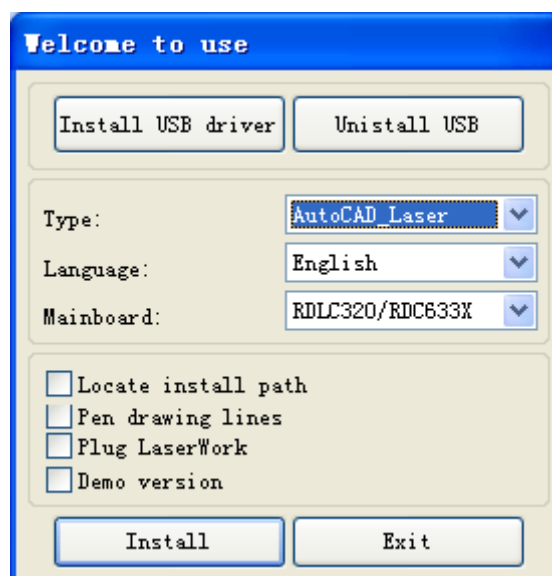 Welcome to use
Install USB driver Unistall USB
Type: AutoCAD_Laser
Language: English
Mainboard: RDLC320/RDC633X
Locate install path
Pen drawing lines
Plug LaserWork
Demo version
Install Exit